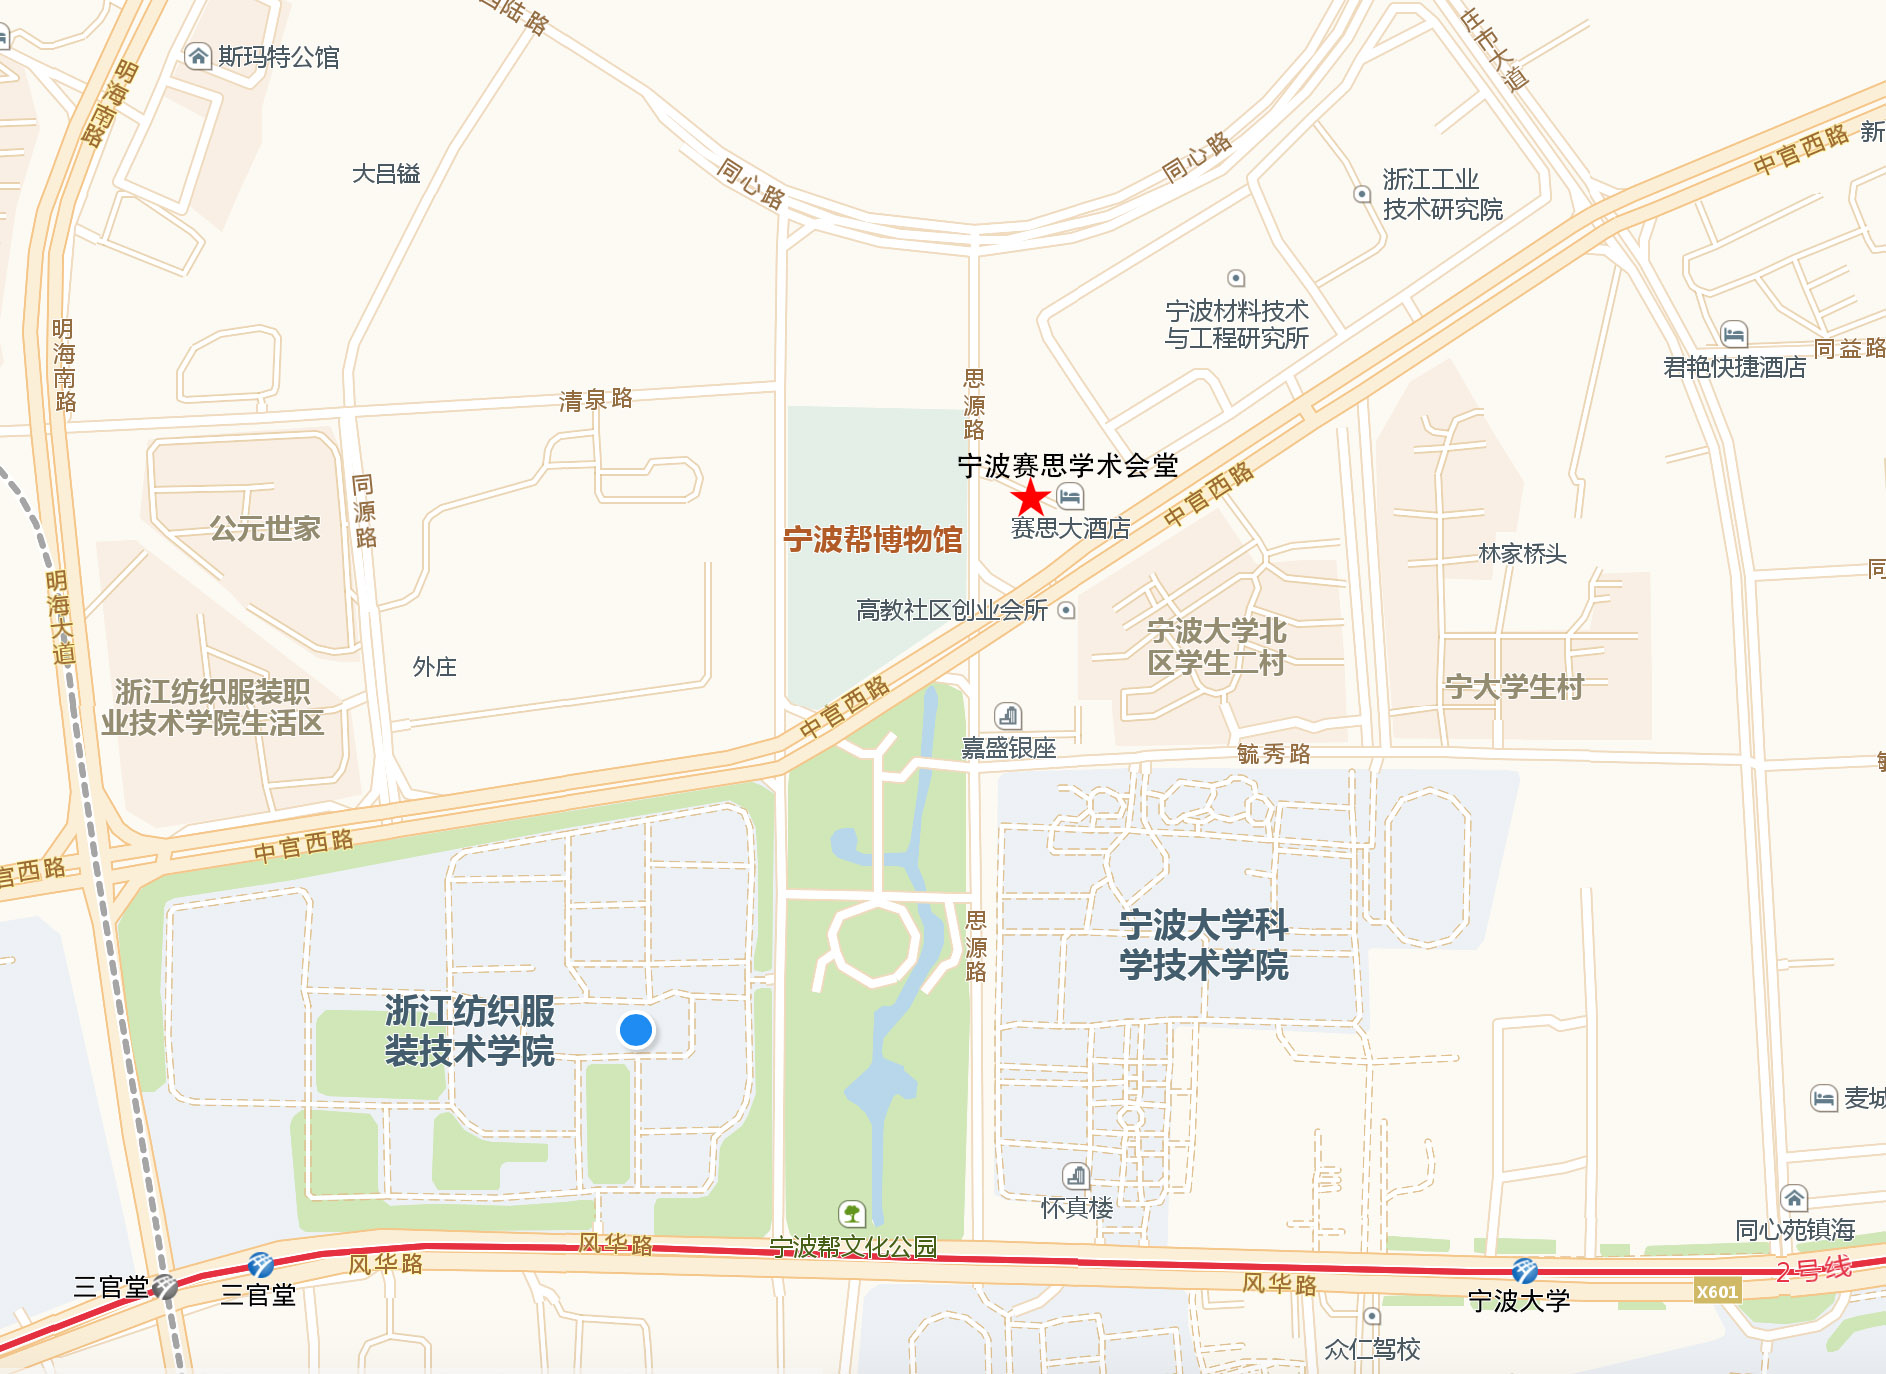 西陆路
庄市大道
斯玛特公馆
明海南路
新
中官西路
同心路
同心路
大吕镒
浙江工业
技术研究院
宁波材料技术
与工程研究所
明海南路
君艳快捷酒店
同益路
清泉路
思源路
宁波赛思学术会堂
同源路
中官西路
公元世家
赛思大酒店
宁波帮博物馆
林家桥头
同
明海大道
高教社区创业会所
宁波大学北
区学生二村
外庄
浙江纺织服装职
业技术学院生活区
宁大学生村
中官西路
嘉盛银座
毓秀路
中官西路
官西路
宁波大学科
学技术学院
思源路
浙江纺织服
装技术学院
麦城
怀真楼
同心苑镇海
宁波帮文化公园
风华路
风华路
三官堂
三官堂
风华路
宁波大学
X601
2号线
众仁驾校